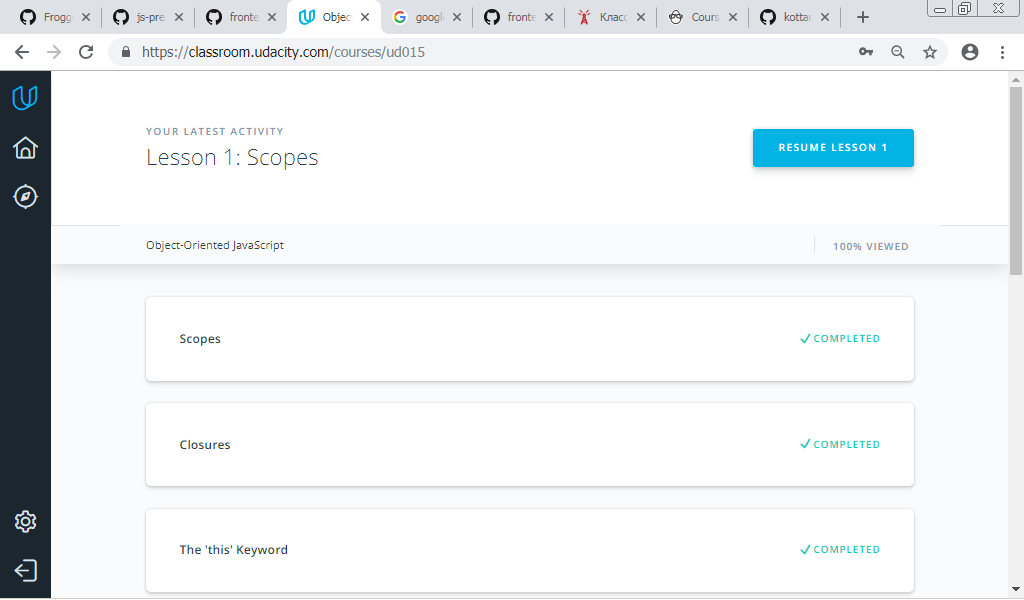 Frogg
js-pre
fronte
Objec
googl
fronte
Класс
Cours
kottar
https://classroom.udacity.com/courses/ud015
YOUR LATEST ACTIVITY
Lesson 1: Scopes
RESUME LESSON 1
Object-Oriented JavaScript
100% VIEWED
Scopes
COMPLETED
Closures
COMPLETED
The 'this' Keyword
COMPLETED